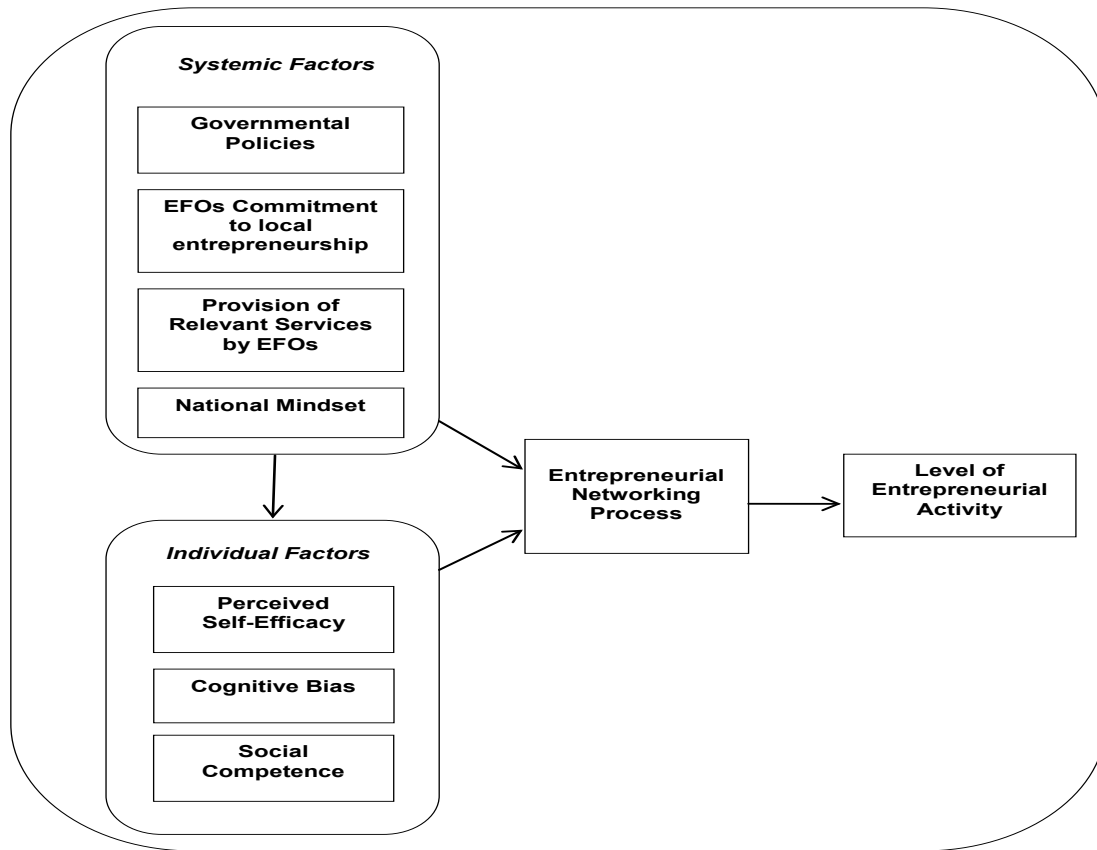 Systemic Factors
Governmental
Policies
EFOs Commitment
to local
entrepreneurship
Provision of
Relevant Services
by EFOs
National Mindset
Entrepreneurial
Networking
Process
Level of
Entrepreneurial
Activity
Individual Factors
Perceived
Self-Efficacy
Cognitive Bias
Social
Competence